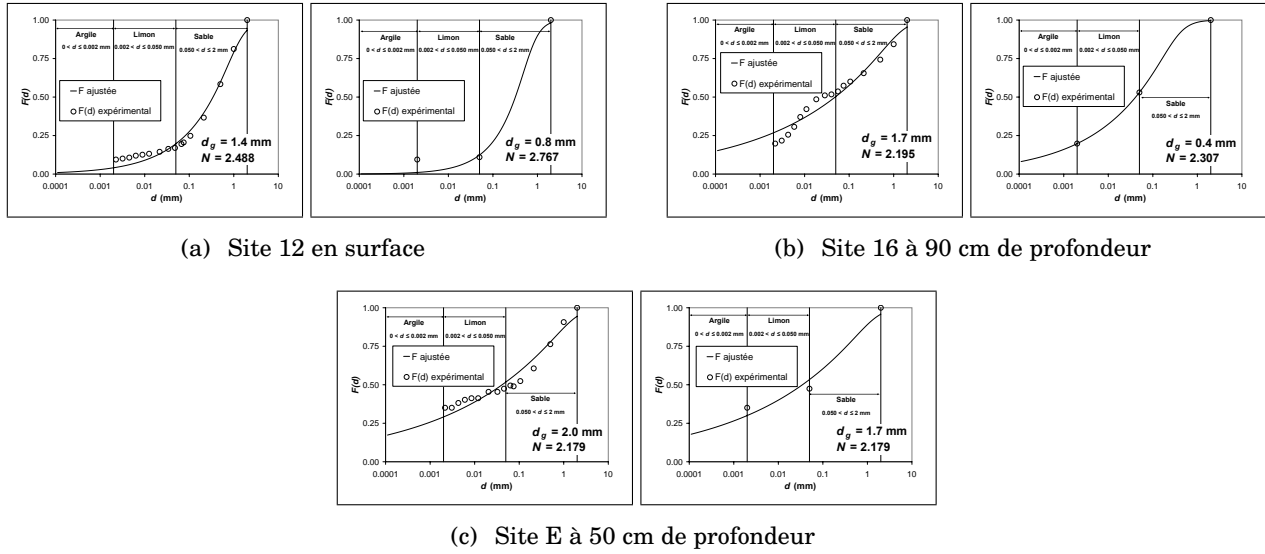 1.00
0.75
0.50
0.25
0.00
F(d)
Argile
0 < d ≤ 0.002 mm
Limon
0.002 < d ≤ 0.050 mm
Sable
0.050 < d ≤ 2 mm
F ajustée
F(d) expérimental
d_g = 1.4 mm
N = 2.488
0.0001 0.001 0.01 0.1 1 10
d (mm)
1.00
0.75
0.50
0.25
0.00
F(d)
Argile
0 < d ≤ 0.002 mm
Limon
0.002 < d ≤ 0.050 mm
Sable
0.050 < d ≤ 2 mm
F ajustée
F(d) expérimental
d_g = 0.8 mm
N = 2.767
0.0001 0.001 0.01 0.1 1 10
d (mm)
(a) Site 12 en surface
1.00
0.75
0.50
0.25
0.00
F(d)
Argile
0 < d ≤ 0.002 mm
Limon
0.002 < d ≤ 0.050 mm
Sable
0.050 < d ≤ 2 mm
F ajustée
F(d) expérimental
d_g = 1.7 mm
N = 2.195
0.0001 0.001 0.01 0.1 1 10
d (mm)
1.00
0.75
0.50
0.25
0.00
F(d)
Argile
0 < d ≤ 0.002 mm
Limon
0.002 < d ≤ 0.050 mm
F ajustée
F(d) expérimental
Sable
0.050 < d ≤ 2 mm
d_g = 0.4 mm
N = 2.307
0.0001 0.001 0.01 0.1 1 10
d (mm)
(b) Site 16 à 90 cm de profondeur
1.00
0.75
0.50
0.25
0.00
F(d)
Argile
0 < d ≤ 0.002 mm
Limon
0.002 < d ≤ 0.050 mm
F ajustée
F(d) expérimental
Sable
0.050 < d ≤ 2 mm
d_g = 2.0 mm
N = 2.179
0.0001 0.001 0.01 0.1 1 10
d (mm)
1.00
0.75
0.50
0.25
0.00
F(d)
Argile
0 < d ≤ 0.002 mm
Limon
0.002 < d ≤ 0.050 mm
F ajustée
F(d) expérimental
Sable
0.050 < d ≤ 2 mm
d_g = 1.7 mm
N = 2.179
0.0001 0.001 0.01 0.1 1 10
d (mm)
(c) Site E à 50 cm de profondeur